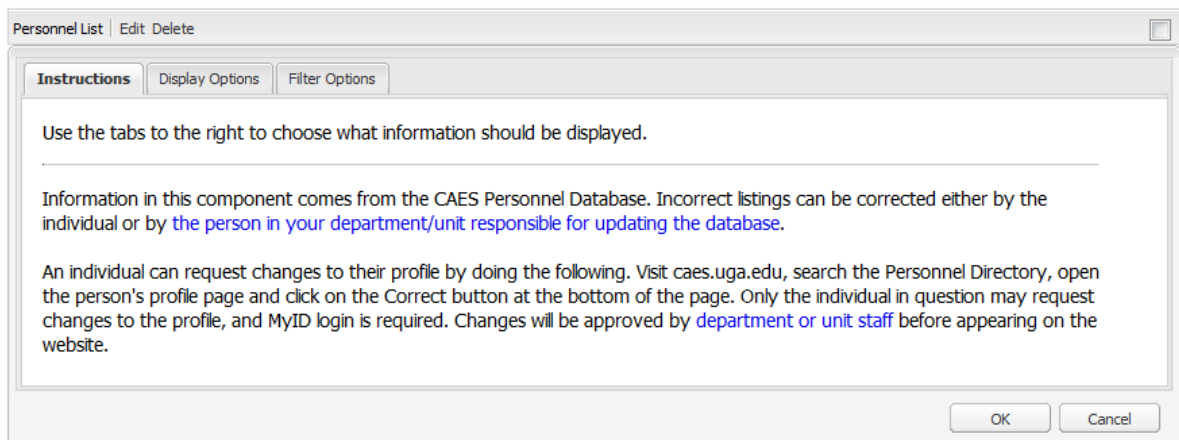 Personnel List | Edit Delete
Instructions Display Options Filter Options
Use the tabs to the right to choose what information should be displayed.
Information in this component comes from the CAES Personnel Database. Incorrect listings can be corrected either by the
individual or by the person in your department/unit responsible for updating the database.
An individual can request changes to their profile by doing the following. Visit caes.uga.edu, search the Personnel Directory, open
the person's profile page and click on the Correct button at the bottom of the page. Only the individual in question may request
changes to the profile, and MyID login is required. Changes will be approved by department or unit staff before appearing on the
website.
OK Cancel